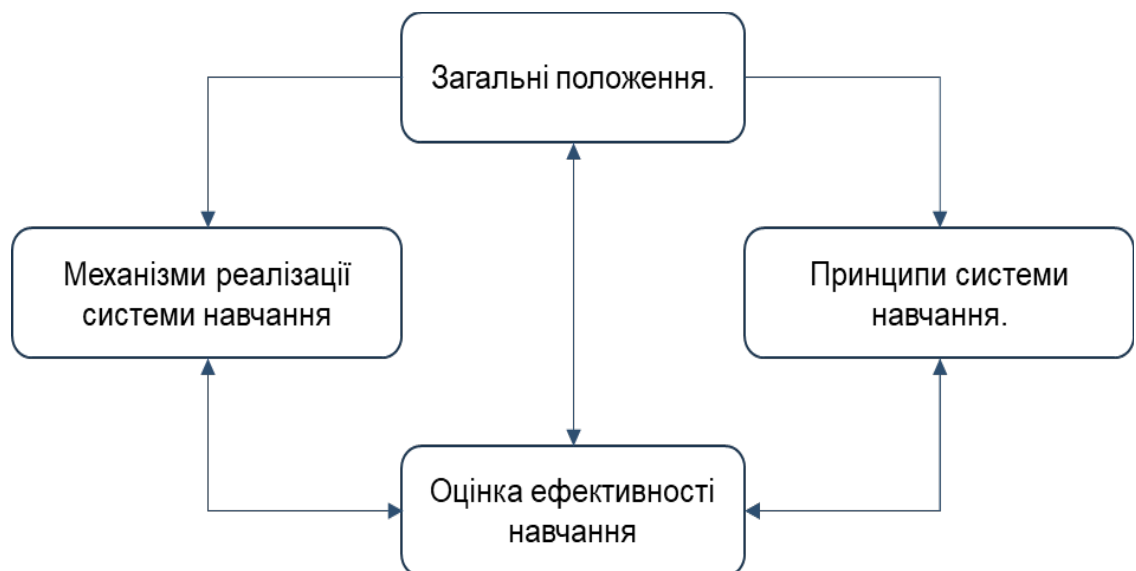 Загальні положення.
Механізми реалізації
системи навчання
Принципи системи
навчання.
Оцінка ефективності
навчання